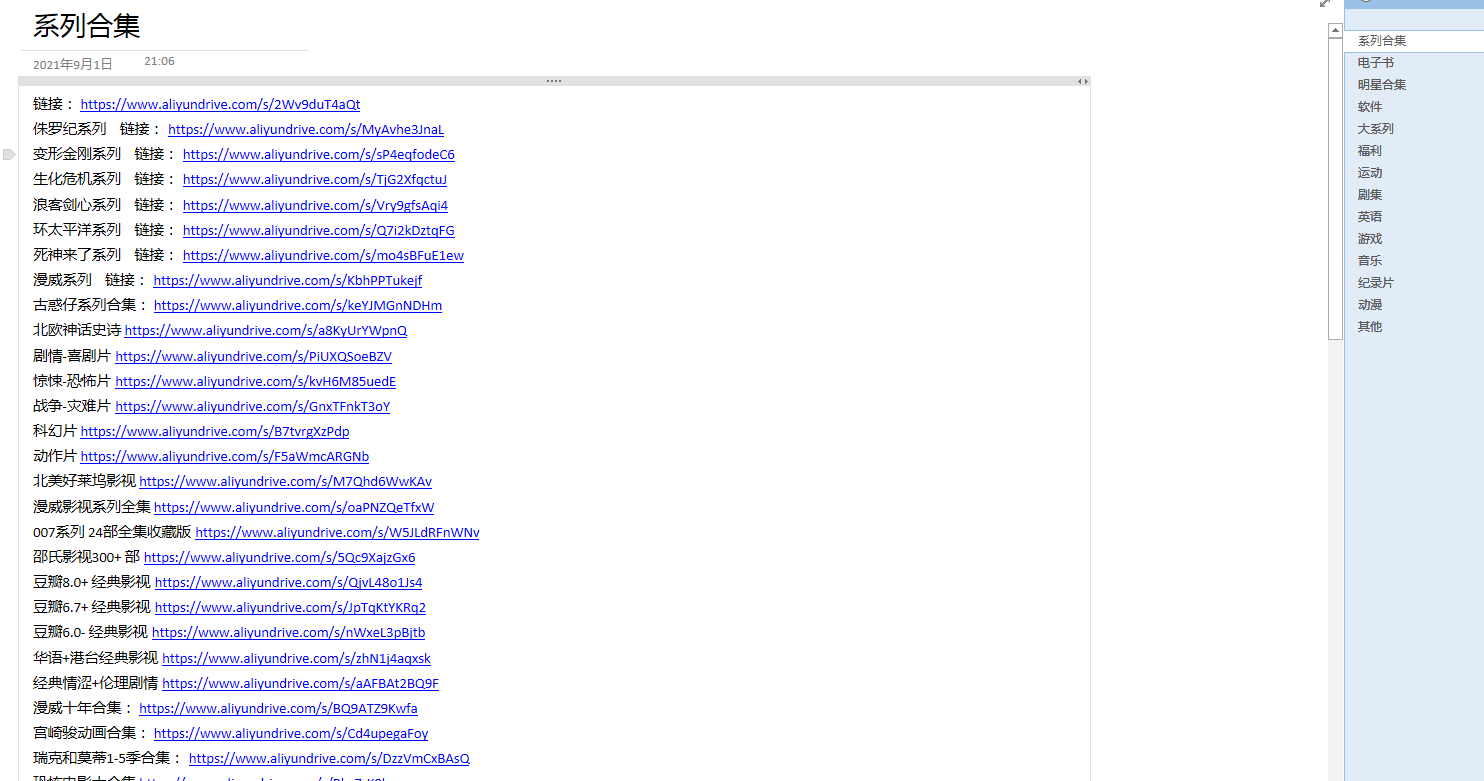 系列合集
2021年9月1日 21:06
链接： https://www.aliyundrive.com/s/2Wv9duT4aQt
侏罗纪系列 链接： https://www.aliyundrive.com/s/MyAvhe3JnaL
变形金刚系列 链接： https://www.aliyundrive.com/s/sP4eqfodeC6
生化危机系列 链接： https://www.aliyundrive.com/s/TjG2XfqctuJ
浪客剑心系列 链接： https://www.aliyundrive.com/s/Vry9gfsAqi4
环太平洋系列 链接： https://www.aliyundrive.com/s/Q7i2kDztqFG
死神来了系列 链接： https://www.aliyundrive.com/s/mo4sBFuE1ew
漫威系列 链接： https://www.aliyundrive.com/s/KbhPPTukejf
古惑仔系列合集： https://www.aliyundrive.com/s/keYJMGnNDHm
北欧神话史诗 https://www.aliyundrive.com/s/a8KyUrYWpnQ
剧情-喜剧片 https://www.aliyundrive.com/s/PiUXQSoeBZV
惊悚-恐怖片 https://www.aliyundrive.com/s/kvH6M85uedE
战争-灾难片 https://www.aliyundrive.com/s/GnxTFnkT3oY
科幻片 https://www.aliyundrive.com/s/B7tvrgXzPdp
动作片 https://www.aliyundrive.com/s/F5aWmcARGNb
北美好莱坞影视 https://www.aliyundrive.com/s/M7Qhd6WwKAv
漫威影视系列全集 https://www.aliyundrive.com/s/oaPNZQeTfxW
007系列 24部全集收藏版 https://www.aliyundrive.com/s/W5JLdRFnWNv
邵氏影视300+ 部 https://www.aliyundrive.com/s/5Qc9XajzGx6
豆瓣8.0+ 经典影视 https://www.aliyundrive.com/s/QjvL48o1Js4
豆瓣6.7+ 经典影视 https://www.aliyundrive.com/s/JpTqKtYKRq2
豆瓣6.0- 经典影视 https://www.aliyundrive.com/s/nWxeL3pBjtb
华语+港台经典影视 https://www.aliyundrive.com/s/zhN1j4aqxsk
经典情涩+伦理剧情 https://www.aliyundrive.com/s/aAFBAt2BQ9F
漫威十年合集： https://www.aliyundrive.com/s/BQ9ATZ9Kwfa
宫崎骏动画合集： https://www.aliyundrive.com/s/Cd4upegaFoy
瑞克和莫蒂1-5季合集： https://www.aliyundrive.com/s/DzzVmCxBAsQ
系列合集
电子书
明星合集
软件
大系列
福利
运动
剧集
英语
游戏
音乐
纪录片
动漫
其他